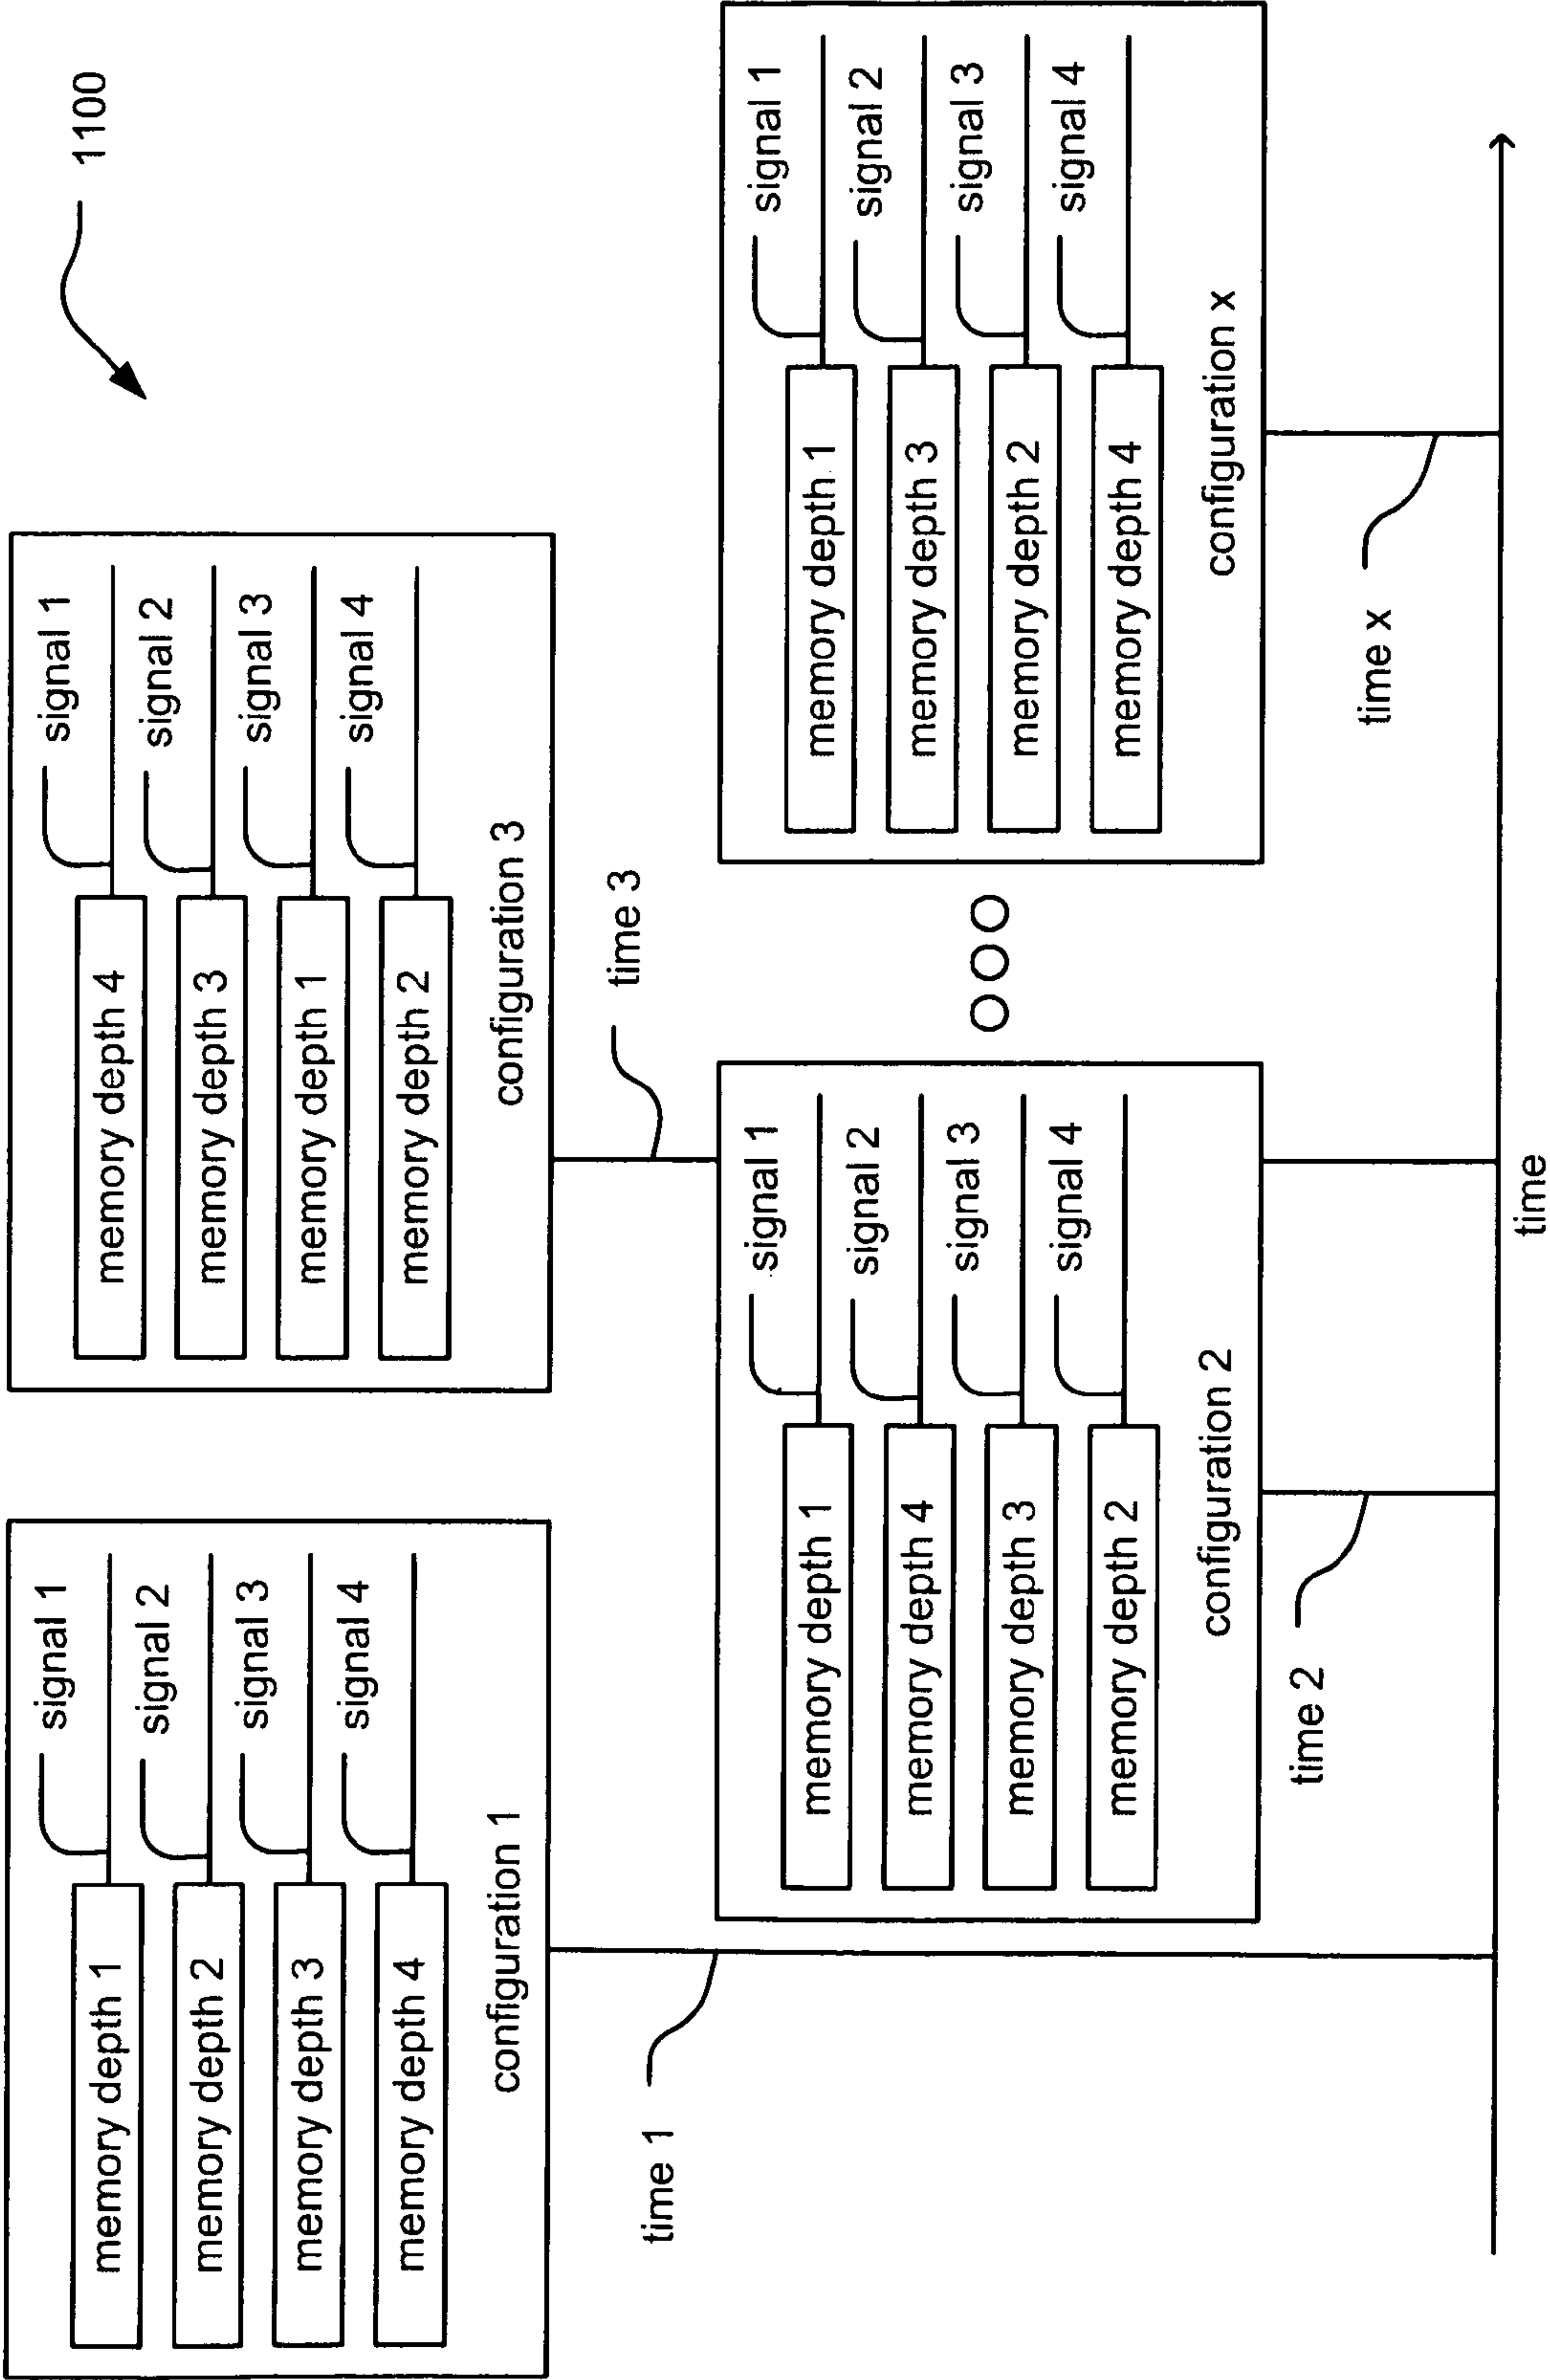 1100
signal 1
signal 2
signal 3
signal 4
memory depth 1
memory depth 2
memory depth 3
memory depth 4
configuration 1
time 1
signal 1
signal 2
signal 3
signal 4
memory depth 4
memory depth 3
memory depth 1
memory depth 2
configuration 3
time 3
signal 1
signal 2
signal 3
signal 4
memory depth 1
memory depth 4
memory depth 3
memory depth 2
configuration 2
time 2
signal 1
signal 2
signal 3
signal 4
memory depth 1
memory depth 3
memory depth 2
memory depth 4
configuration x
time x
time